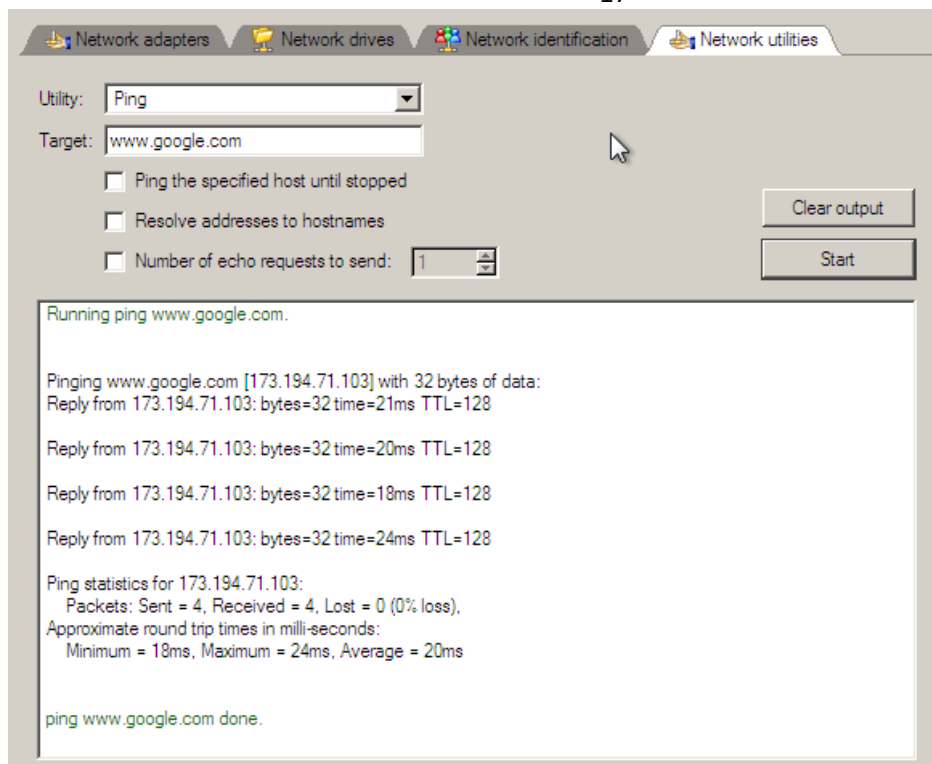 Network adapters Network drives Network identification Network utilities
Utility: Ping
Target: www.google.com
Ping the specified host until stopped
Resolve addresses to hostnames
Clear output
Number of echo requests to send: 1
Start
Running ping www.google.com.
Pinging www.google.com [173.194.71.103] with 32 bytes of data:
Reply from 173.194.71.103: bytes=32 time=21ms TTL=128
Reply from 173.194.71.103: bytes=32 time=20ms TTL=128
Reply from 173.194.71.103: bytes=32 time=18ms TTL=128
Reply from 173.194.71.103: bytes=32 time=24ms TTL=128
Ping statistics for 173.194.71.103:
Packets: Sent = 4, Received = 4, Lost = 0 (0% loss),
Approximate round trip times in milli-seconds:
Minimum = 18ms, Maximum = 24ms, Average = 20ms
ping www.google.com done.